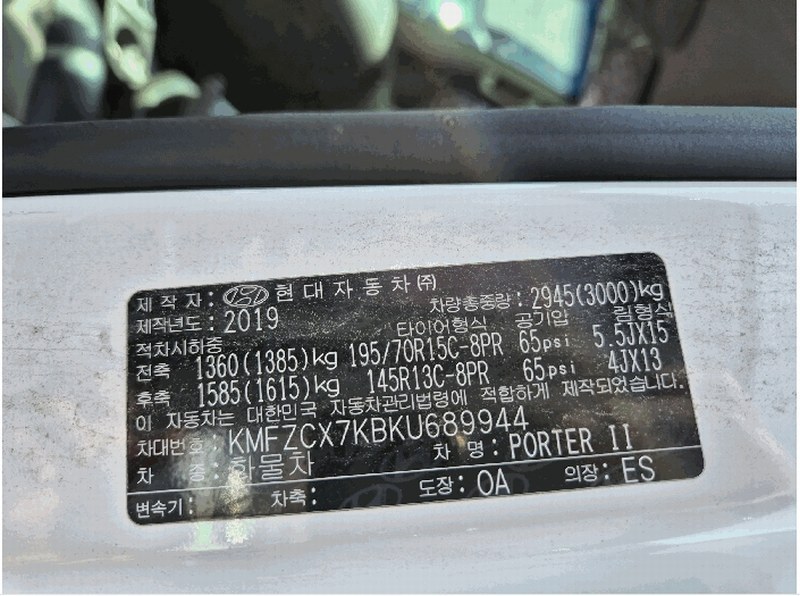 제작자: 현대자동차㈜
제작년도: 2019 차량총중량: 2945(3000)kg
적차시하중 타이어형식 공기압 림형식
전축 1360(1385)kg 195/70R15C-8PR 65psi 5.5JX15
후축 1585(1615)kg 145R13C-8PR 65psi 4JX13
이 자동차는 대한민국 자동차관리법령에 적합하게 제작되었습니다.
차대번호: KMFZCX7KBKU689944
차 종: 화물차 차 명: PORTER II
변속기: 차축: 도장: OA 의장: ES